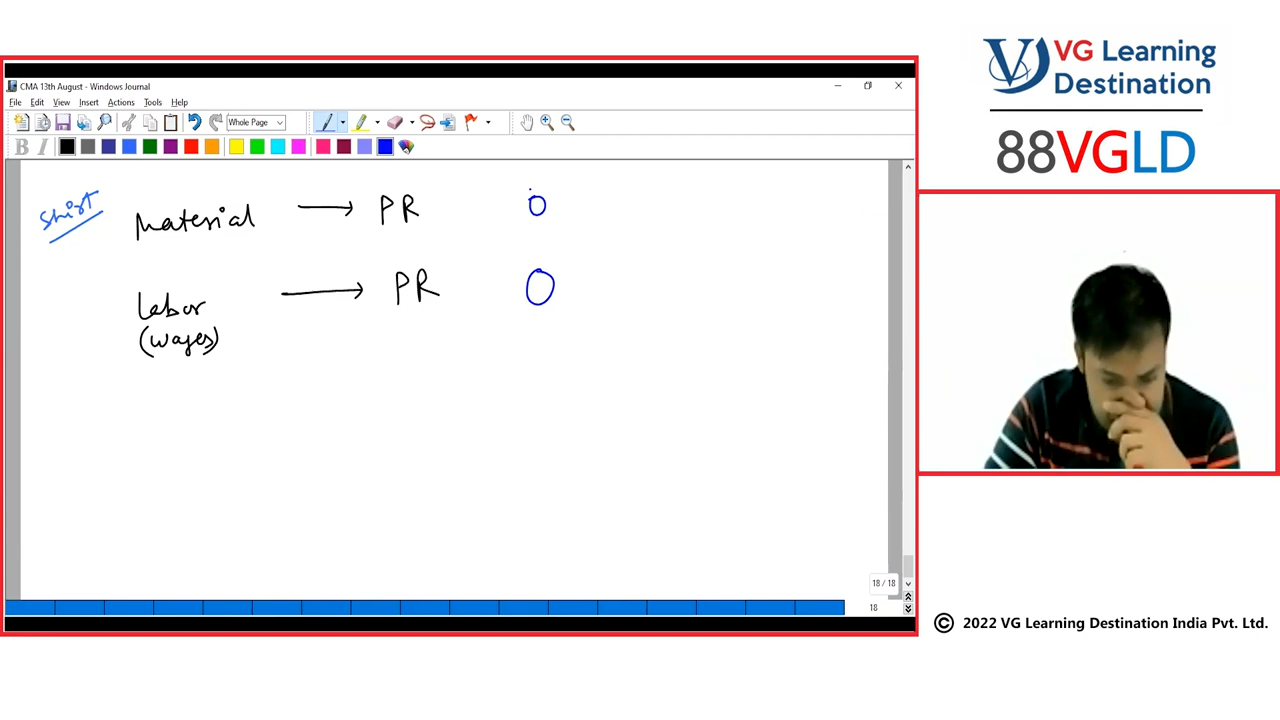 VG Learning
Destination
88VGLD
CMA 13th August - Windows Journal
File Edit View Insert Actions Tools Help
Whole Page
B I
Shirt
Material → PR O
Labor → PR O
(wages)
18 / 18
18
© 2022 VG Learning Destination India Pvt. Ltd.